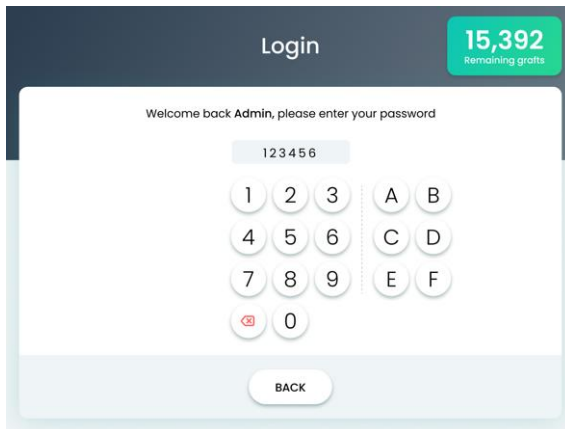 Login
15,392
Remaining grafts
Welcome back Admin, please enter your password
123456
1 2 3 A B
4 5 6 C D
7 8 9 E F
0
BACK